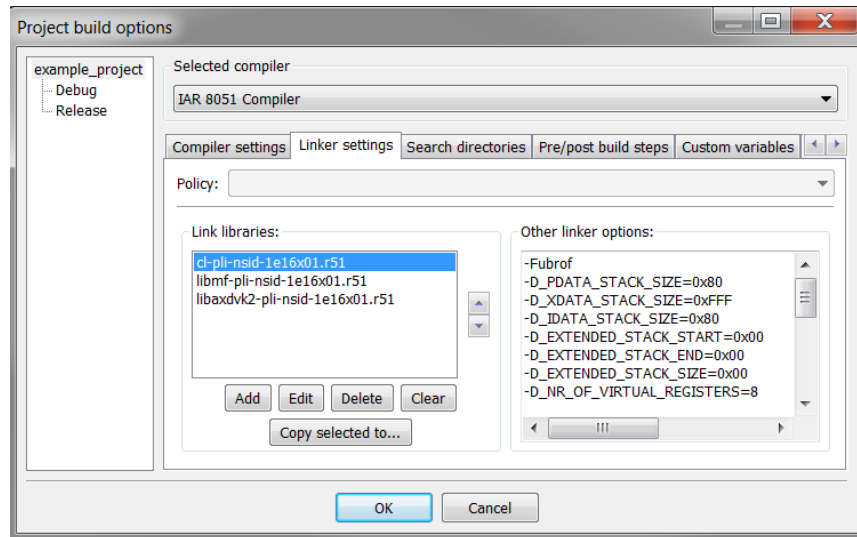 Project build options
example_project
Debug
Release
Selected compiler
IAR 8051 Compiler
Compiler settings Linker settings Search directories Pre/post build steps Custom variables
Policy:
Link libraries:
cl-pli-nsid-1e16x01.r51
libmf-pli-nsid-1e16x01.r51
libaxdvk2-pli-nsid-1e16x01.r51
Add Edit Delete Clear
Copy selected to...
Other linker options:
-Fubrof
-D_PDATA_STACK_SIZE=0x80
-D_XDATA_STACK_SIZE=0xFFF
-D_IDATA_STACK_SIZE=0x80
-D_EXTENDED_STACK_START=0x00
-D_EXTENDED_STACK_END=0x00
-D_EXTENDED_STACK_SIZE=0x00
-D_NR_OF_VIRTUAL_REGISTERS=8
OK Cancel